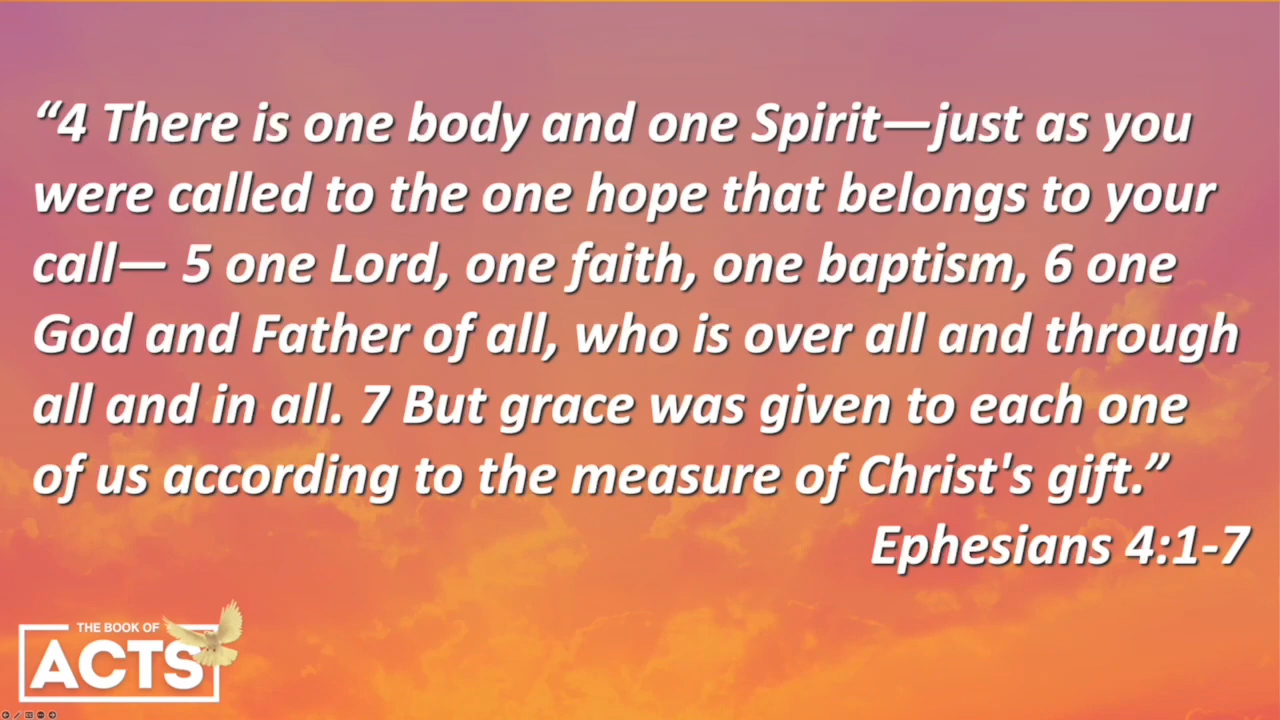 “4 There is one body and one Spirit—just as you
were called to the one hope that belongs to your
call— 5 one Lord, one faith, one baptism, 6 one
God and Father of all, who is over all and through
all and in all. 7 But grace was given to each one
of us according to the measure of Christ's gift.”
Ephesians 4:1-7
THE BOOK OF
ACTS